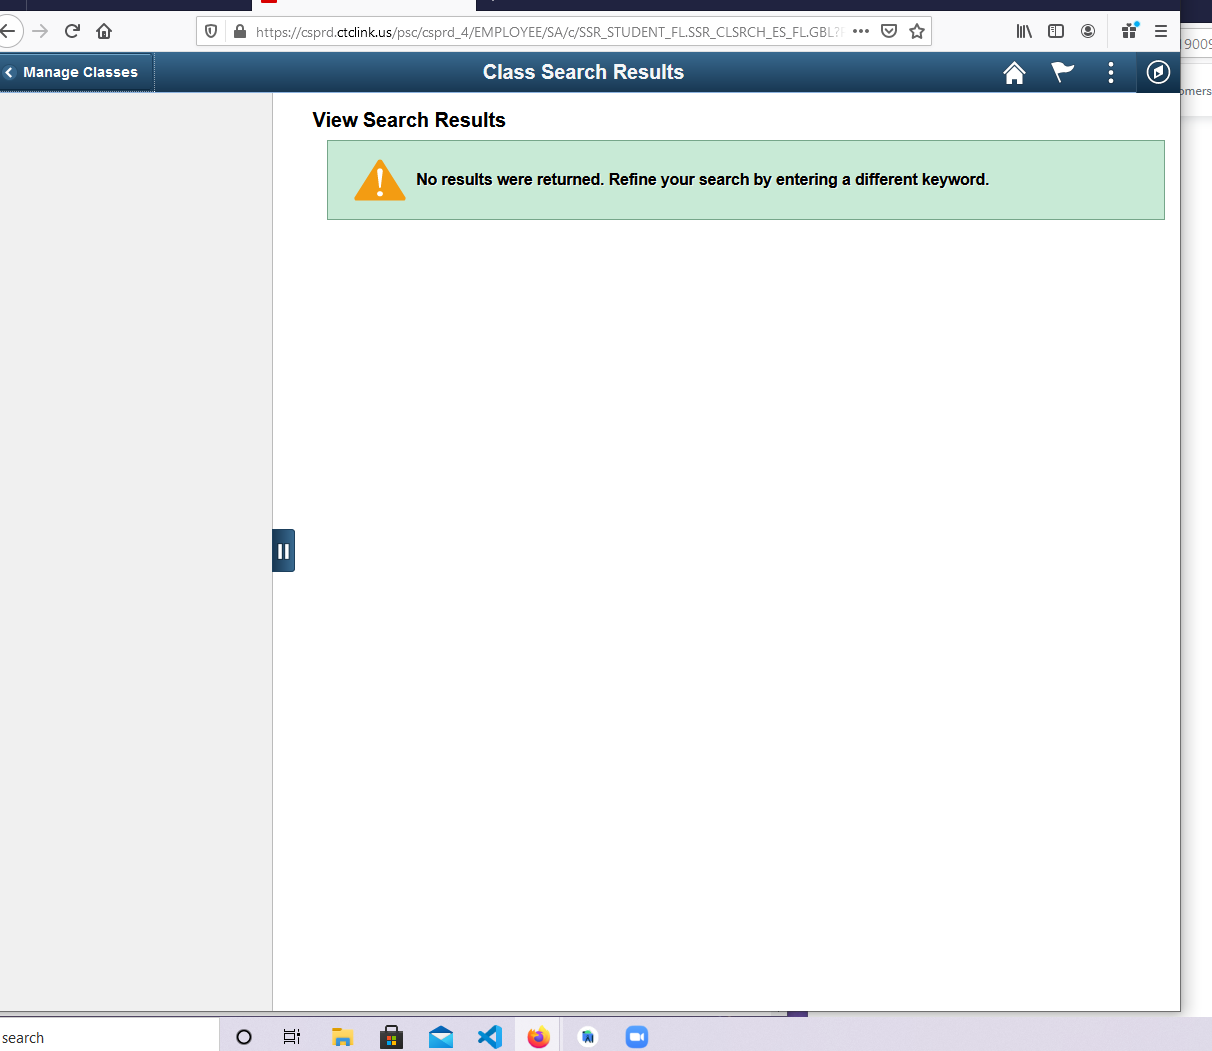 https://csprd.ctclink.us/psc/csprd_4/EMPLOYEE/SA/c/SSR_STUDENT_FL.SSR_CLSRCH_ES_FL.GBL?
1900
Manage Classes
Class Search Results
omers
View Search Results
No results were returned. Refine your search by entering a different keyword.
search